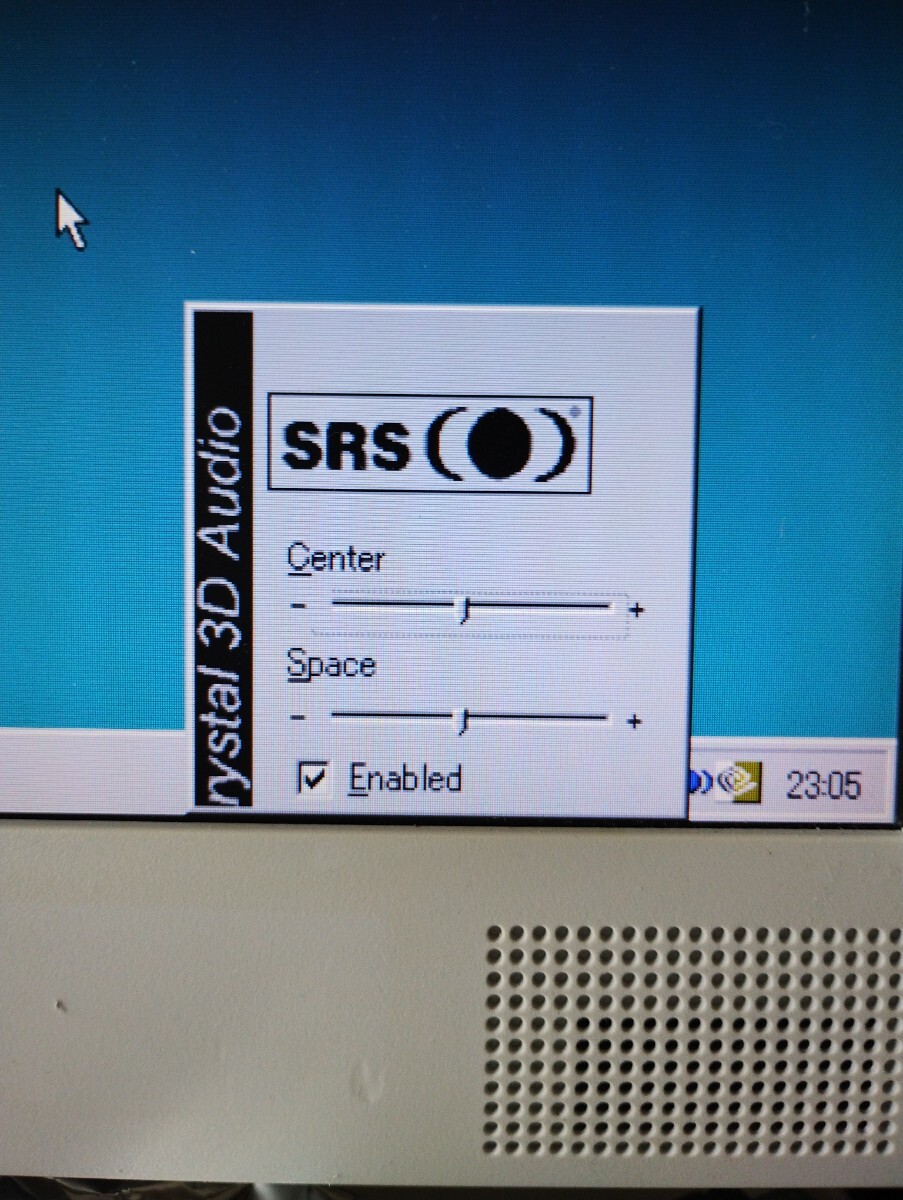 rystal 3D Audio
SRS(●)®
Center
- +
Space
- +
Enabled
23:05